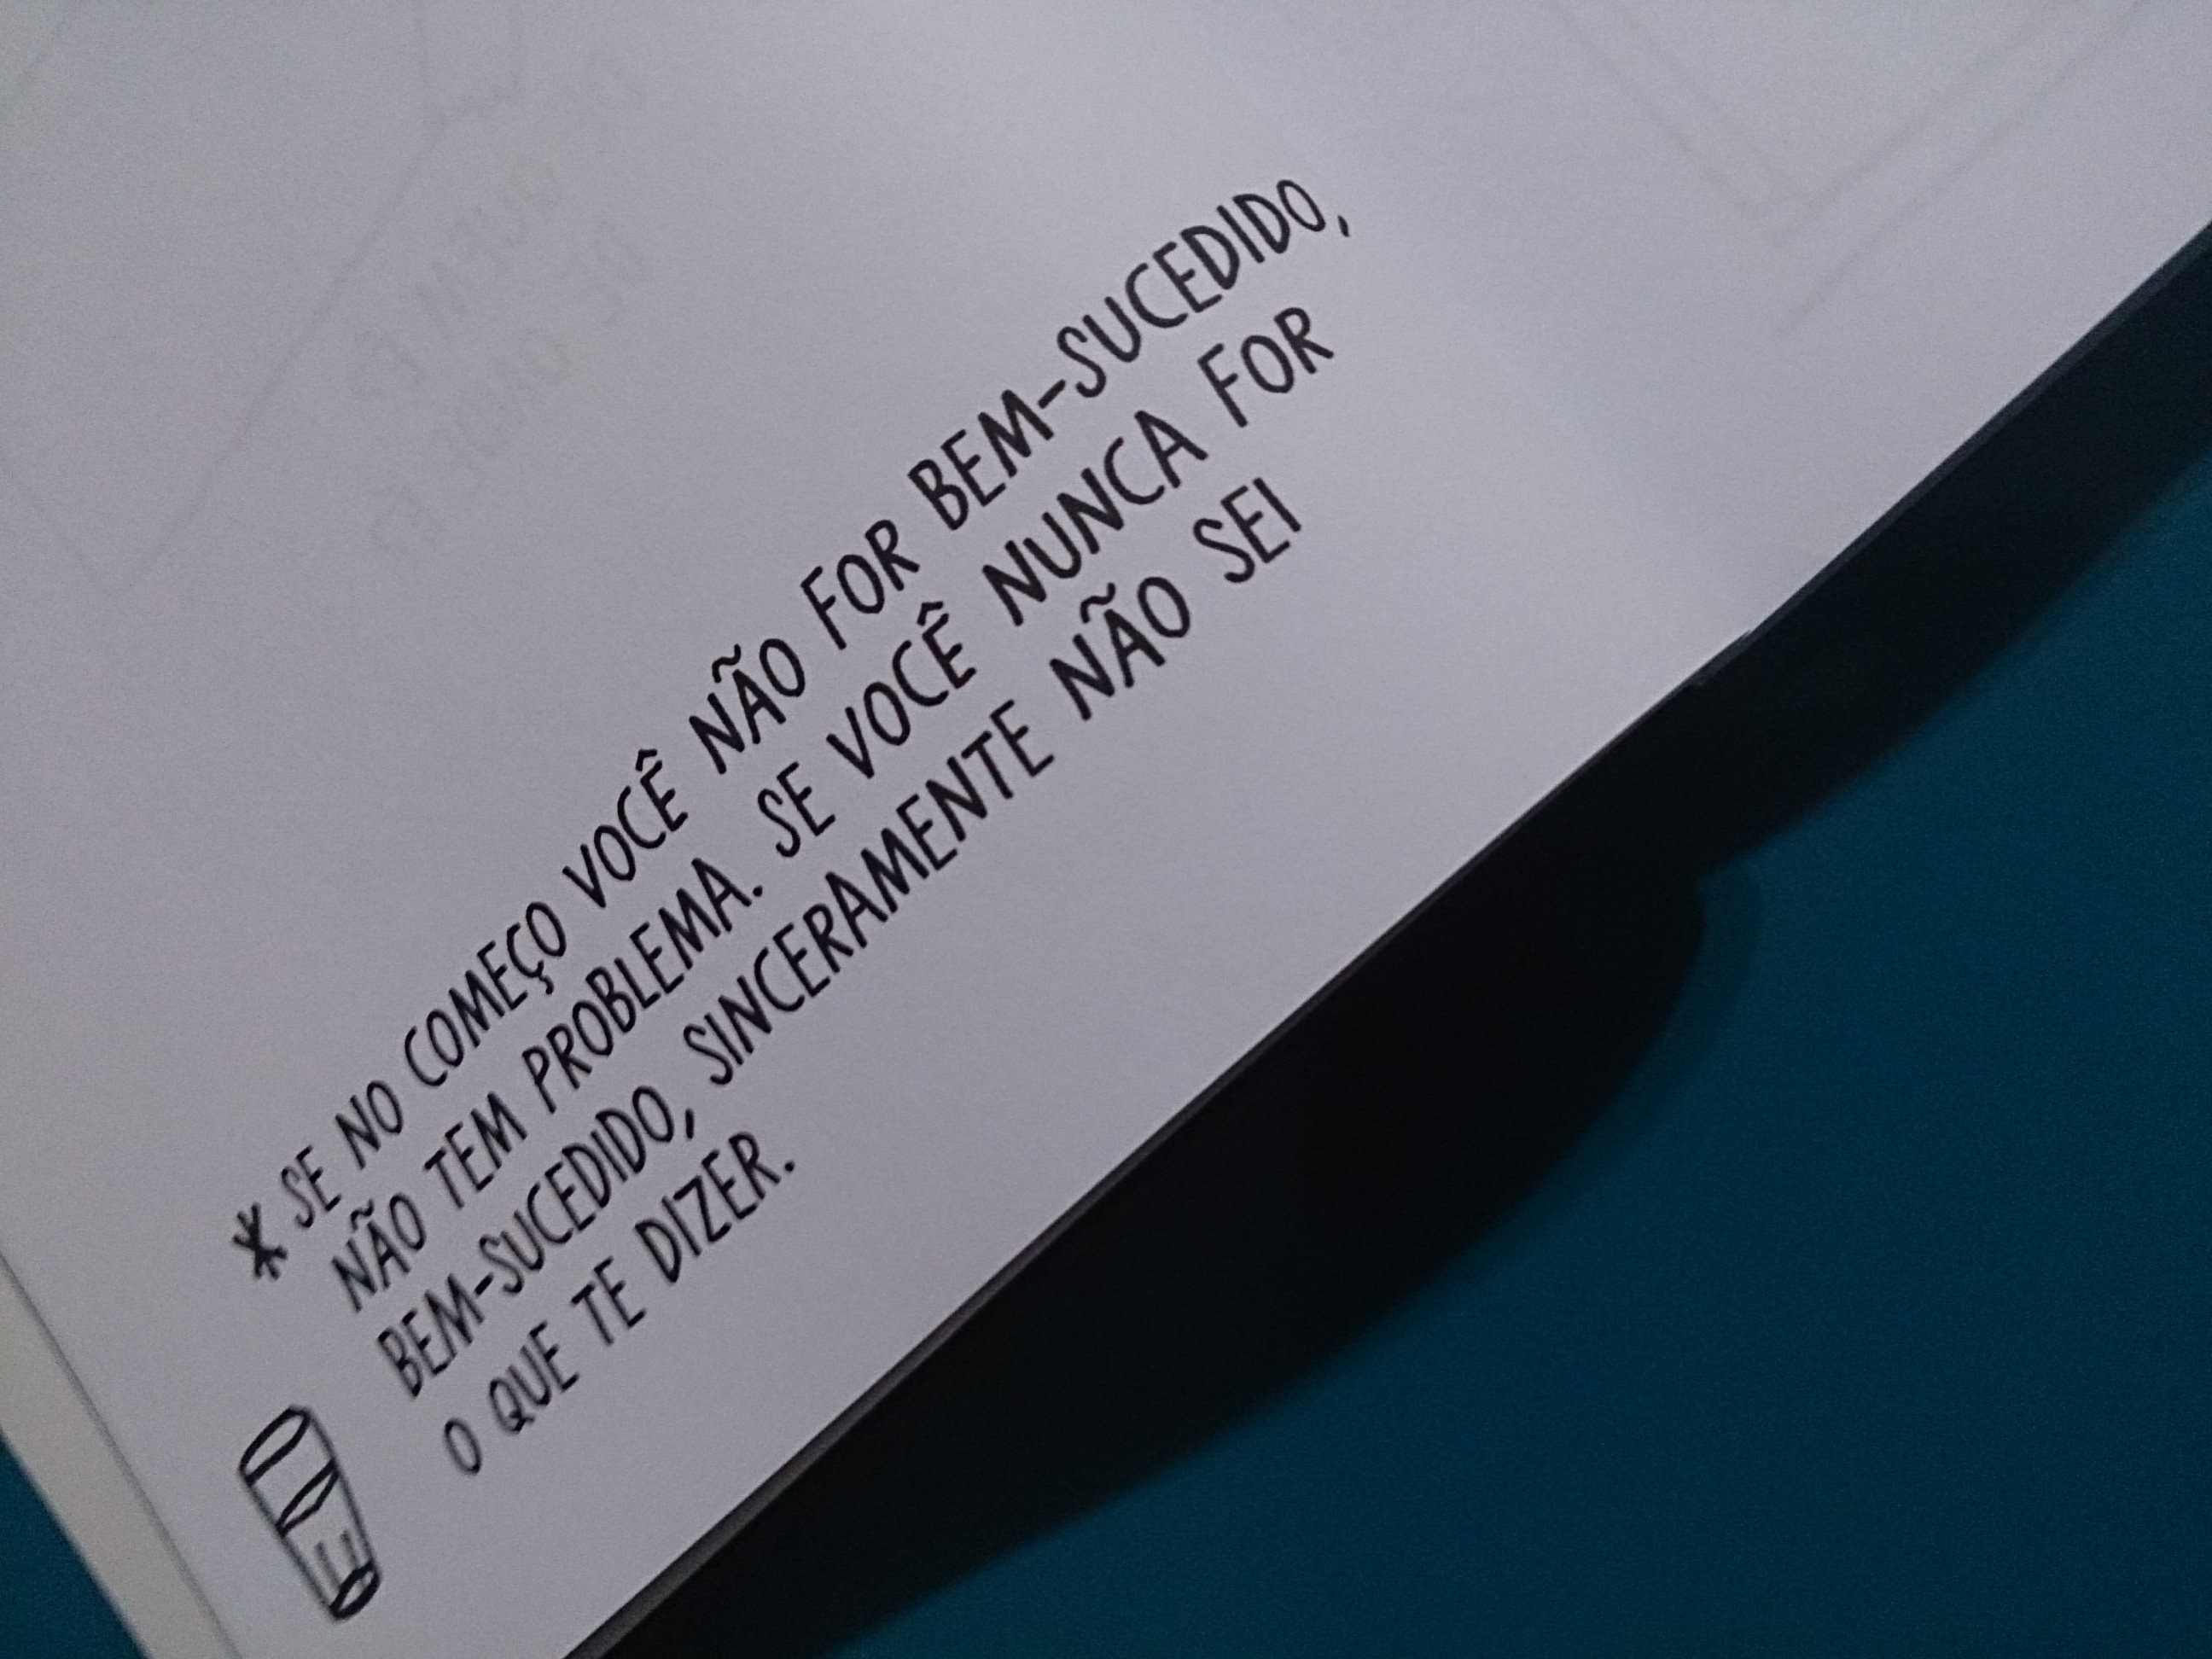 * SE NO COMEÇO VOCÊ NÃO FOR BEM-SUCEDIDO,
NÃO TEM PROBLEMA. SE VOCÊ NUNCA FOR
BEM-SUCEDIDO, SINCERAMENTE NÃO SEI
O QUE TE DIZER.